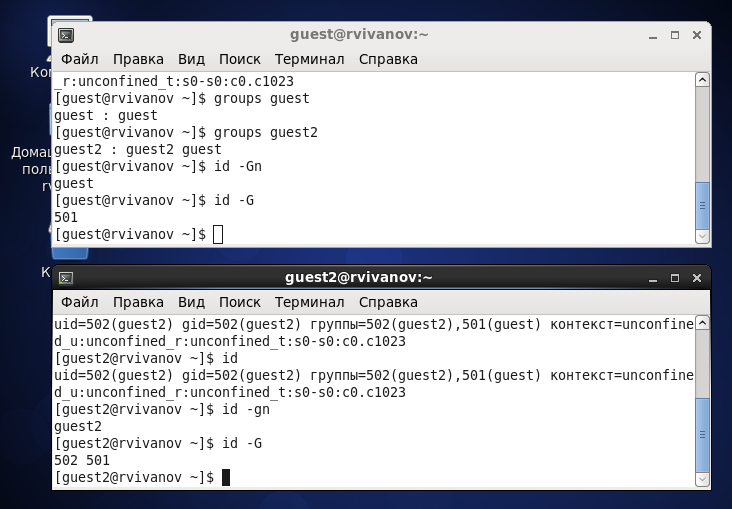 guest@rvivanov:~
Файл Правка Вид Поиск Терминал Справка
_r:unconfined_t:s0-s0:c0.c1023
[guest@rvivanov ~]$ groups guest
guest : guest
[guest@rvivanov ~]$ groups guest2
guest2 : guest2 guest
[guest@rvivanov ~]$ id -Gn
guest
[guest@rvivanov ~]$ id -G
501
[guest@rvivanov ~]$
guest2@rvivanov:~
Файл Правка Вид Поиск Терминал Справка
uid=502(guest2) gid=502(guest2) группы=502(guest2),501(guest) контекст=unconfine
d_u:unconfined_r:unconfined_t:s0-s0:c0.c1023
[guest2@rvivanov ~]$ id
uid=502(guest2) gid=502(guest2) группы=502(guest2),501(guest) контекст=unconfine
d_u:unconfined_r:unconfined_t:s0-s0:c0.c1023
[guest2@rvivanov ~]$ id -gn
guest2
[guest2@rvivanov ~]$ id -G
502 501
[guest2@rvivanov ~]$